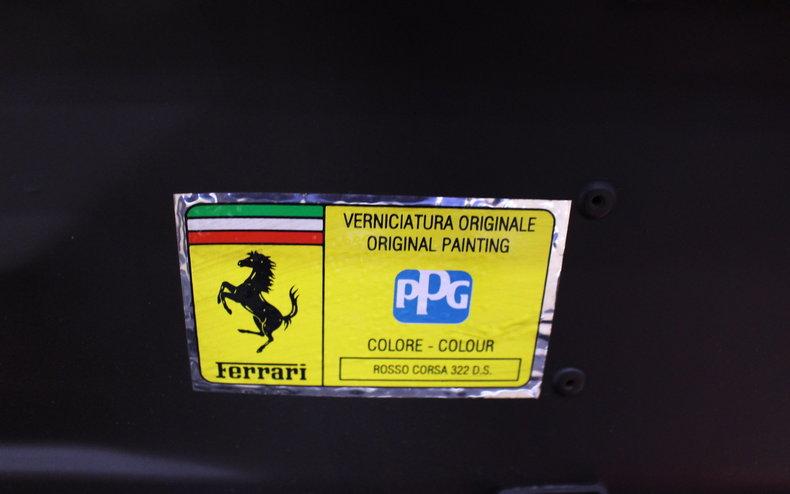 VERNICIATURA ORIGINALE
ORIGINAL PAINTING
PPG
COLORE - COLOUR
ROSSO CORSA 322 D.S.
Ferrari